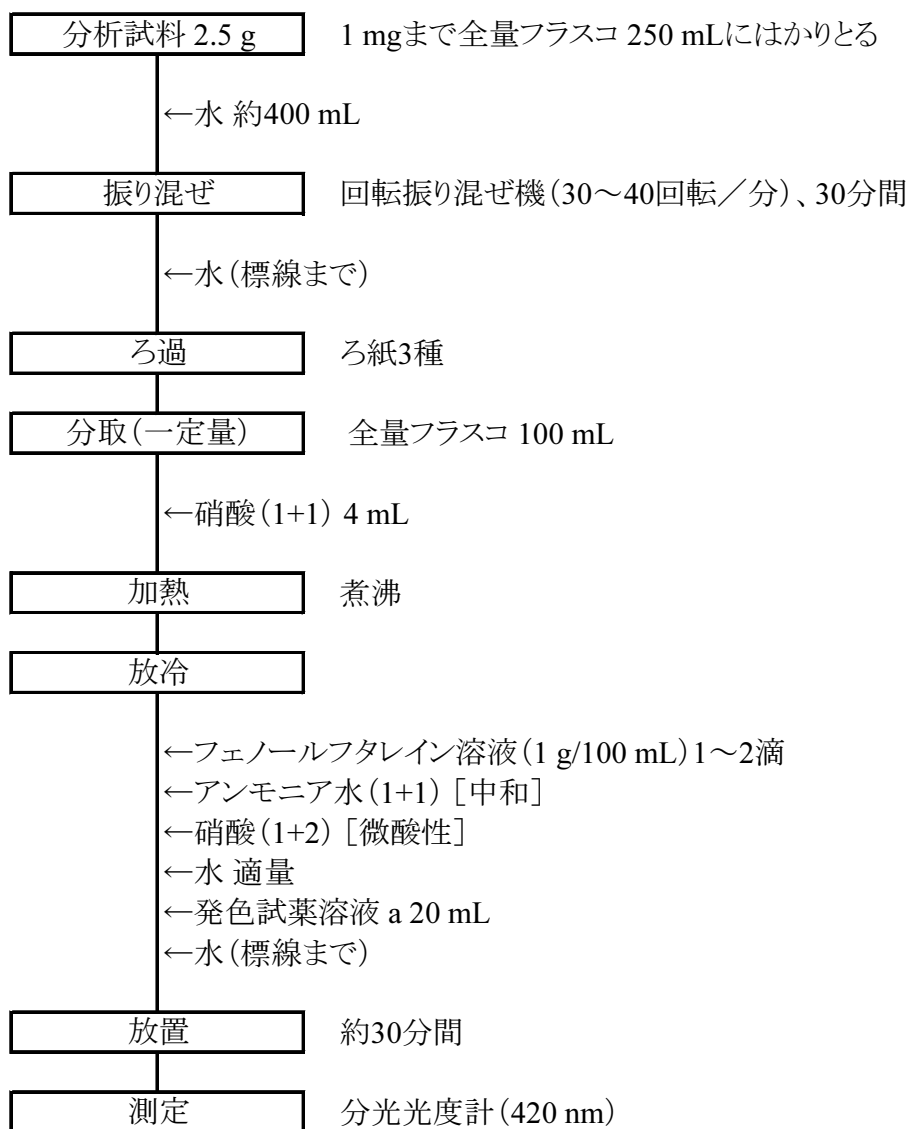 分析試料 2.5 g 1 mgまで全量フラスコ 250 mLにはかりとる
←水 約400 mL
振り混ぜ 回転振り混ぜ機（30～40回転／分）、30分間
←水（標線まで）
ろ過 ろ紙3種
分取（一定量） 全量フラスコ 100 mL
←硝酸（1+1） 4 mL
加熱 煮沸
放冷
←フェノールフタレイン溶液（1 g/100 mL）1～2滴
←アンモニア水（1+1）［中和］
←硝酸（1+2）［微酸性］
←水 適量
←発色試薬溶液 a 20 mL
←水（標線まで）
放置 約30分間
測定 分光光度計（420 nm）